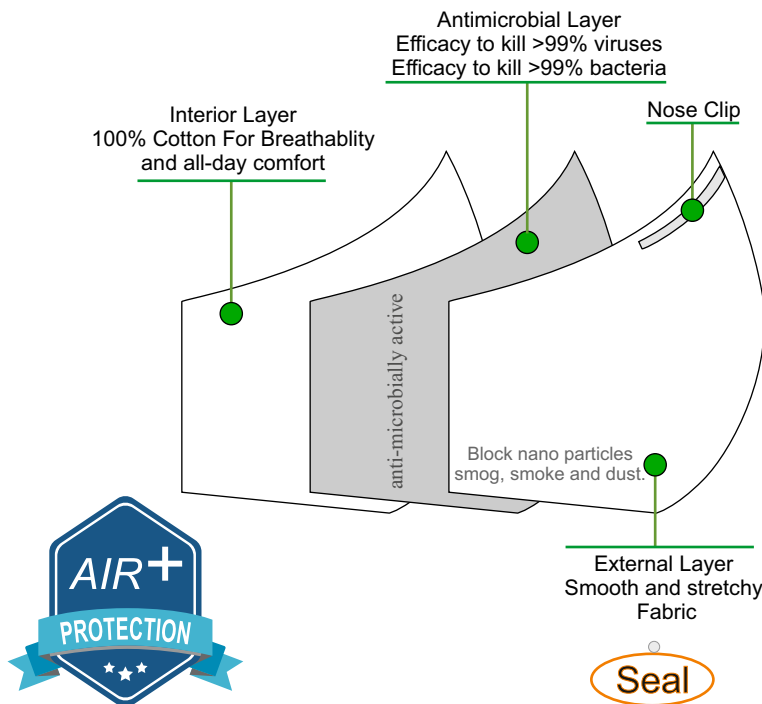 Antimicrobial Layer
Efficacy to kill >99% viruses
Efficacy to kill >99% bacteria
Interior Layer
100% Cotton For Breathablity
and all-day comfort
Nose Clip
anti-microbially active
Block nano particles
smog, smoke and dust.
External Layer
Smooth and stretchy
Fabric
AIR+
PROTECTION
Seal